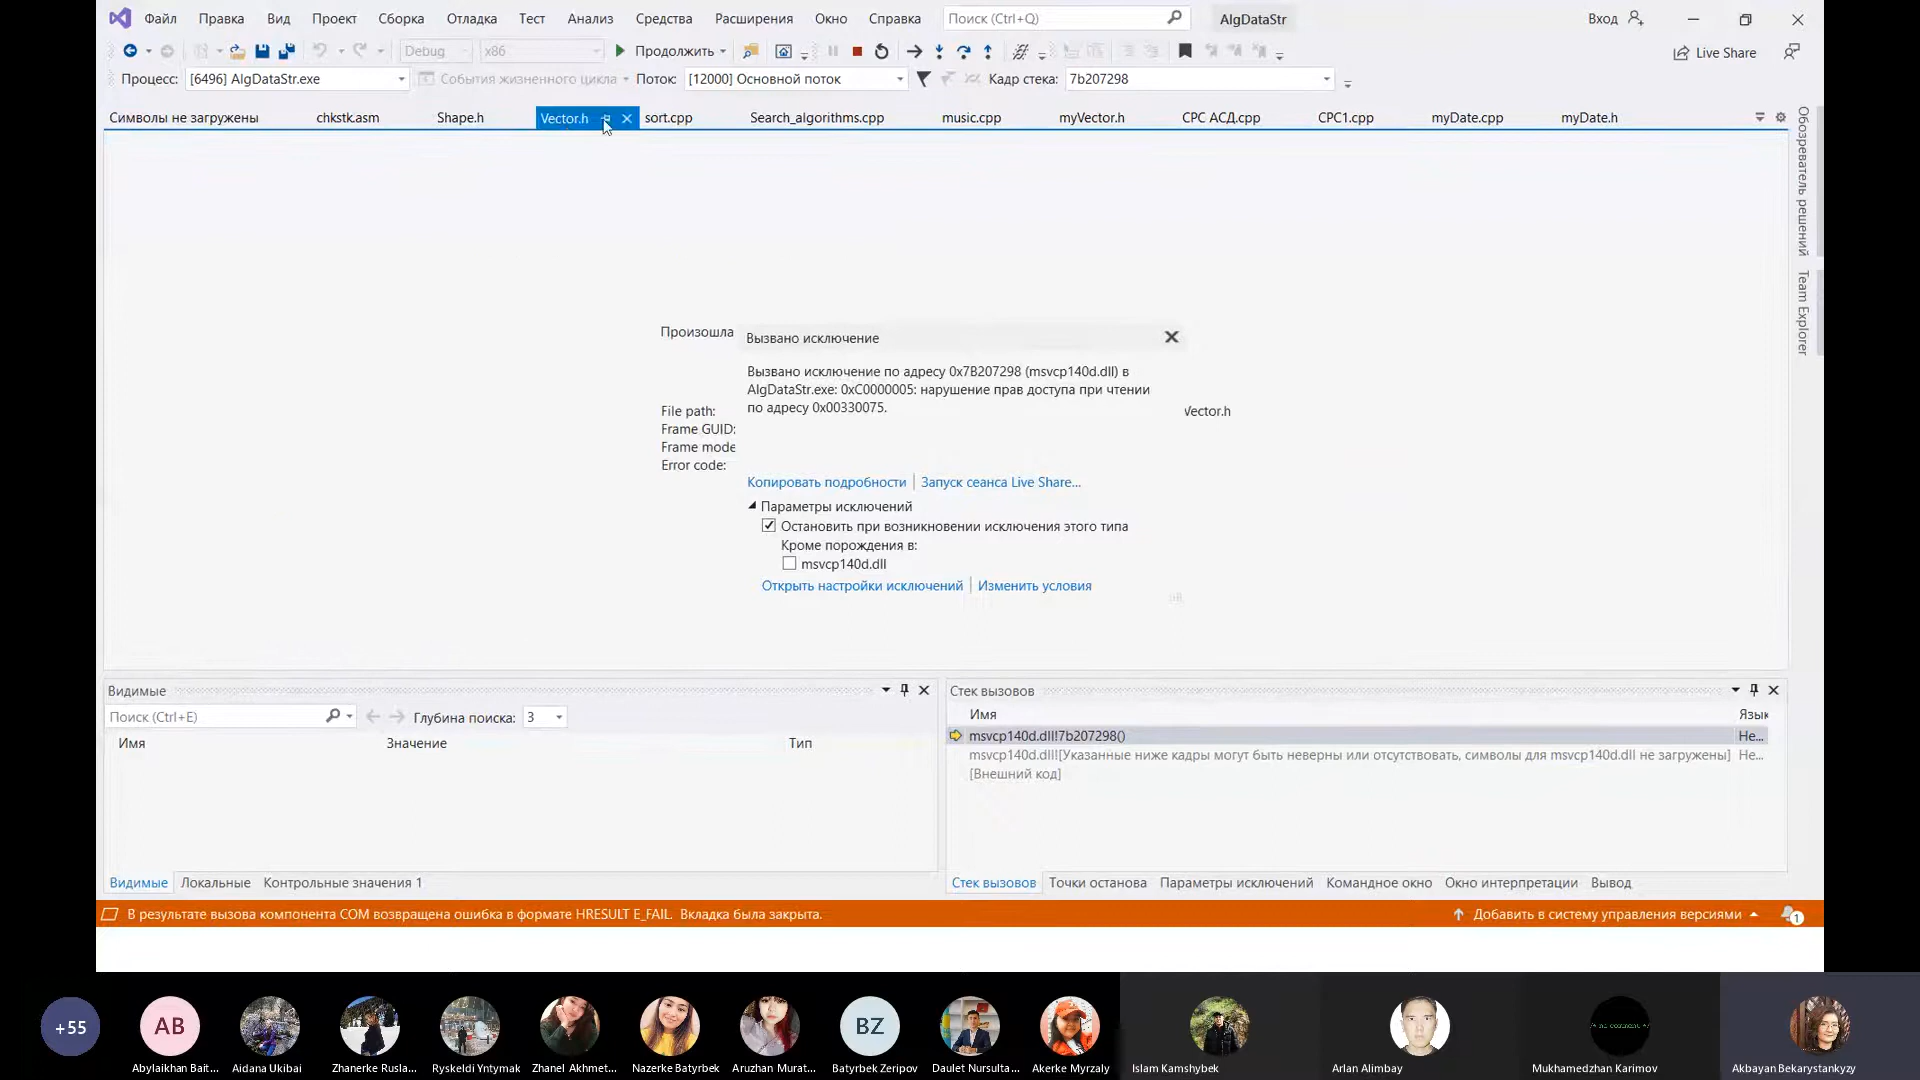 Файл Правка Вид Проект Сборка Отладка Тест Анализ Средства Расширения Окно Справка Поиск (Ctrl+Q) AlgDataStr Вход
Debug x86 Продолжить Live Share
Процесс: [6496] AlgDataStr.exe События жизненного цикла Поток: [12000] Основной поток Кадр стека: 7b207298
Символы не загружены chkstk.asm Shape.h Vector.h sort.cpp Search_algorithms.cpp music.cpp myVector.h СРС АСД.cpp СРС1.cpp myDate.cpp myDate.h
Обозреватель решений
Team Explorer
Произошла
Вызвано исключение
Вызвано исключение по адресу 0x7B207298 (msvcp140d.dll) в
AlgDataStr.exe: 0xC0000005: нарушение прав доступа при чтении
по адресу 0x00330075.
File path: Vector.h
Frame GUID:
Frame mode
Error code:
Копировать подробности Запуск сеанса Live Share...
Параметры исключений
Остановить при возникновении исключения этого типа
Кроме порождения в:
msvcp140d.dll
Открыть настройки исключений Изменить условия
Видимые
Поиск (Ctrl+E) Глубина поиска: 3
Имя Значение Тип
Видимые Локальные Контрольные значения 1
Стек вызовов
Имя Язык
msvcp140d.dll!7b207298() Не...
msvcp140d.dll![Указанные ниже кадры могут быть неверны или отсутствовать, символы для msvcp140d.dll не загружены] Не...
[Внешний код]
Стек вызовов Точки останова Параметры исключений Командное окно Окно интерпретации Вывод
В результате вызова компонента COM возвращена ошибка в формате HRESULT E_FAIL. Вкладка была закрыта. Добавить в систему управления версиями 1
+55 AB BZ /* no comment */
Abylaikhan Bait... Aidana Ukibai Zhanerke Rusla... Ryskeldi Yntymak Zhanel Akhmet... Nazerke Batyrbek Aruzhan Murat... Batyrbek Zeripov Daulet Nursulta... Akerke Myrzaly Islam Kamshybek Arlan Alimbay Mukhamedzhan Karimov Akbayan Bekarystankyzy